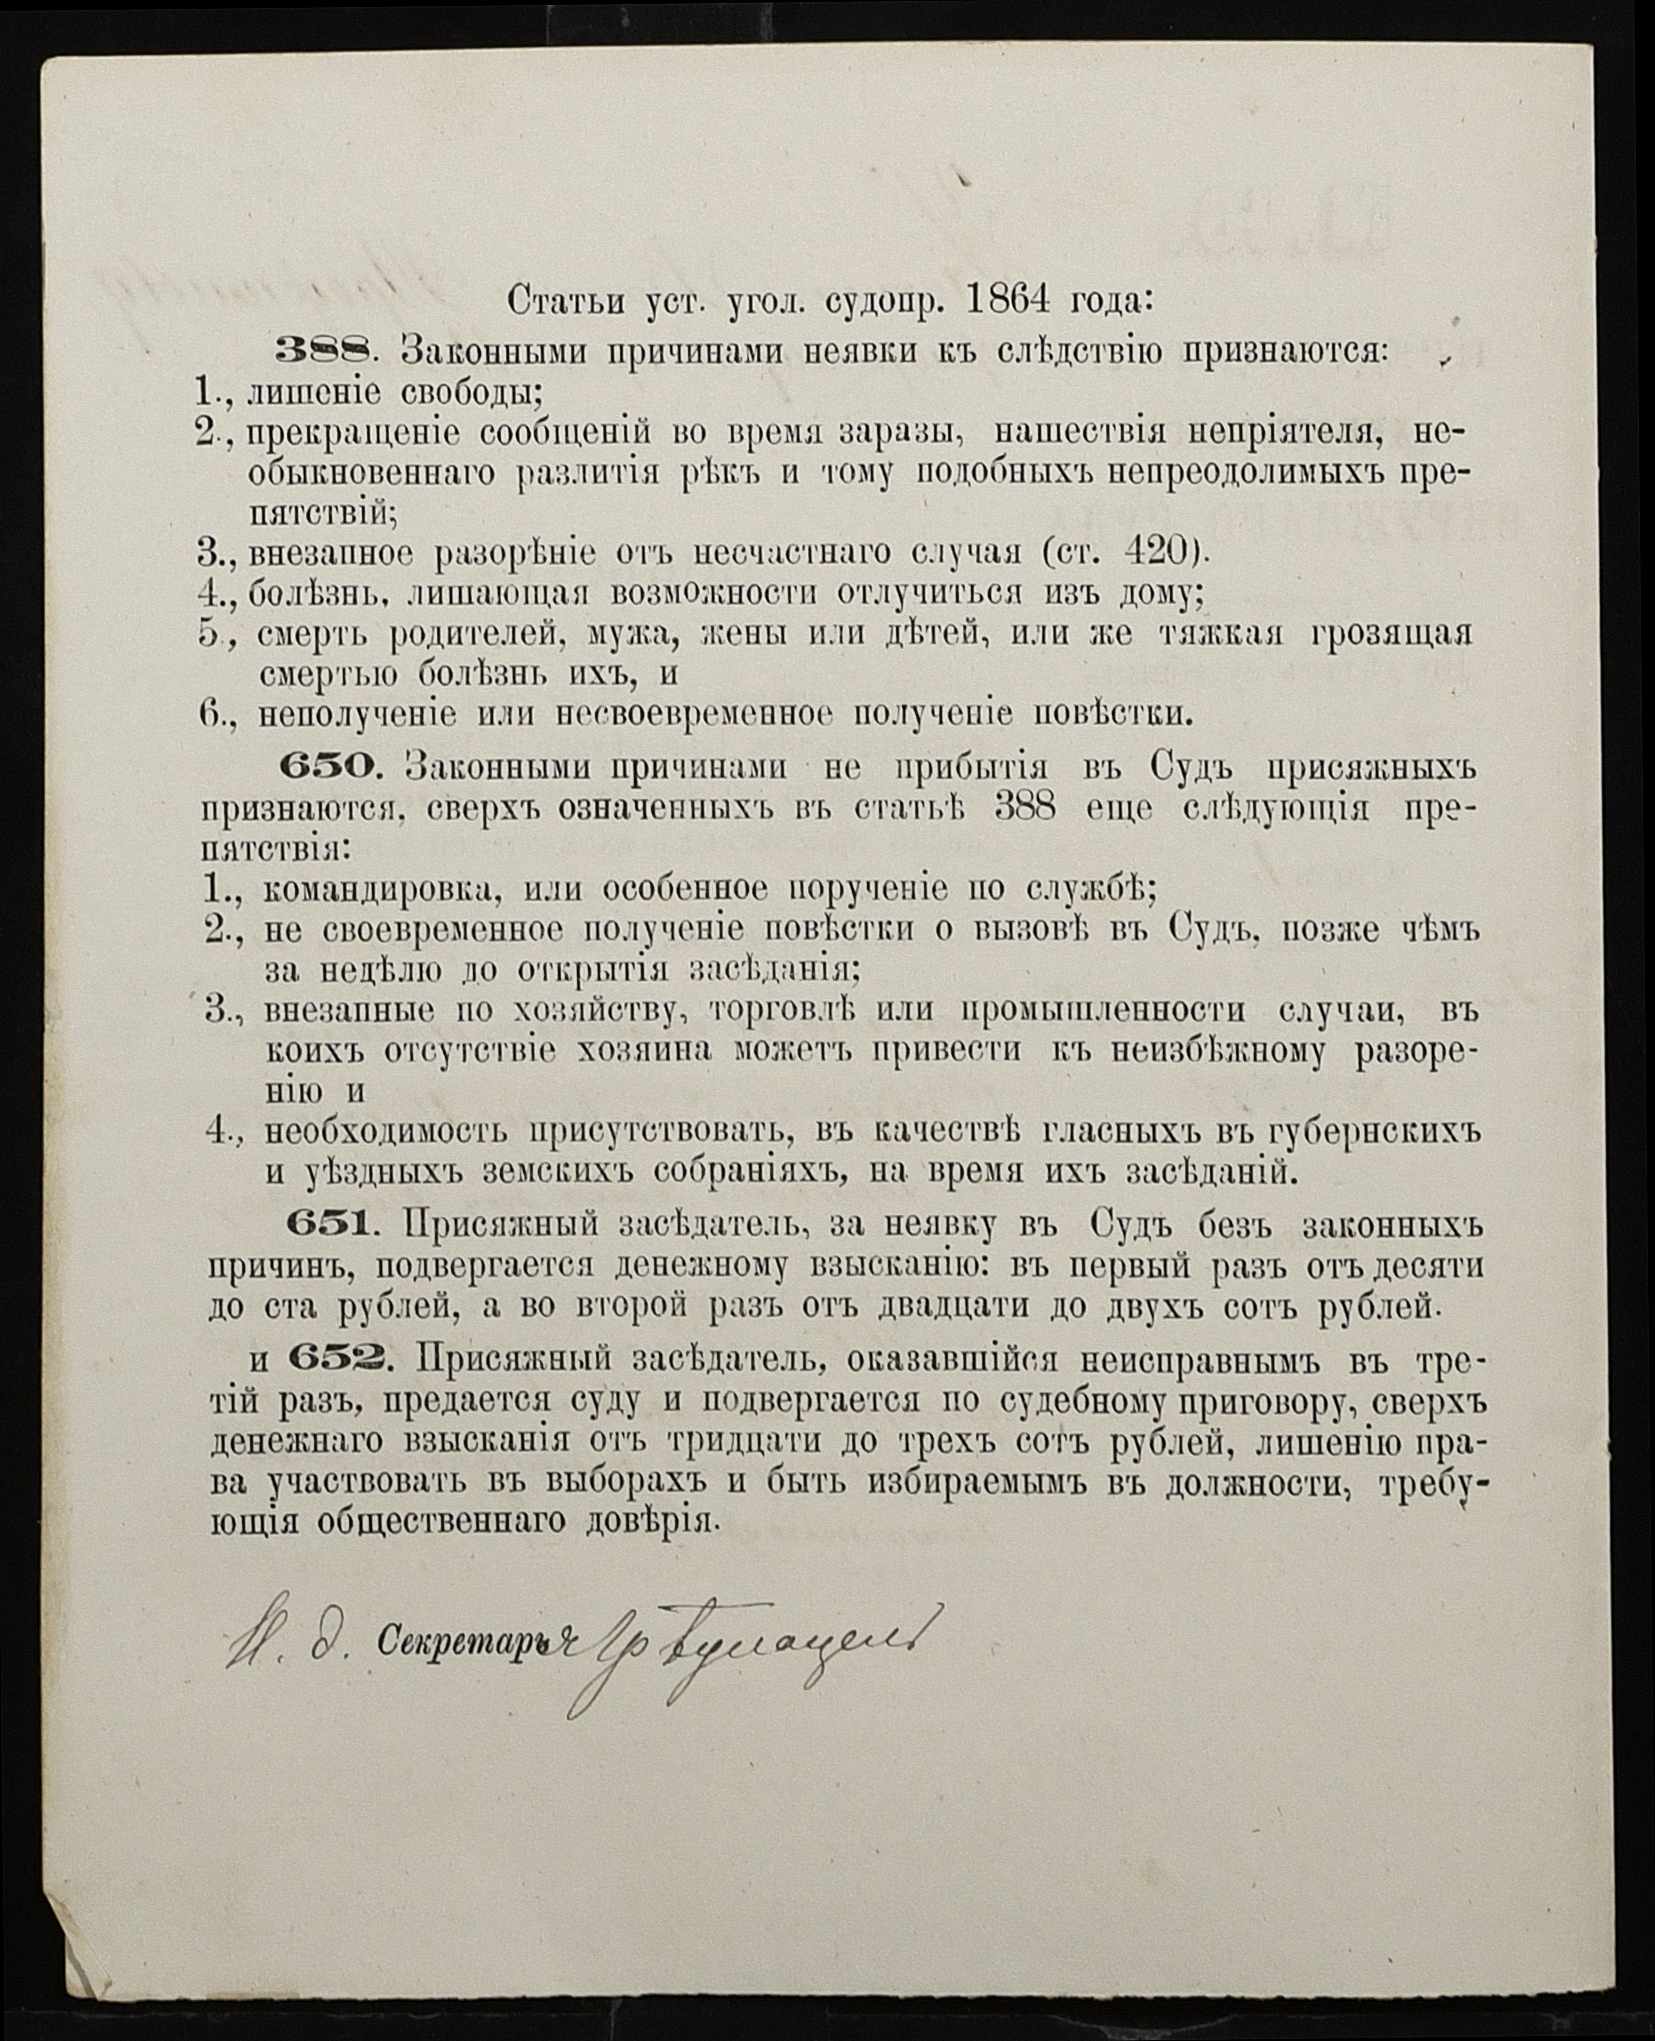 Статьи уст. угол. судопр. 1864 года:
388. Законными причинами неявки къ слѣдствію признаются:
1., лишеніе свободы;
2., прекращеніе сообщеній во время заразы, нашествія непріятеля, не-
обыкновеннаго разлитія рѣкъ и тому подобныхъ непреодолимыхъ пре-
пятствій;
3., внезапное разорѣніе отъ несчастнаго случая (ст. 420).
4., болѣзнь, лишающая возможности отлучиться изъ дому;
5., смерть родителей, мужа, жены или дѣтей, или же тяжкая грозящая
смертью болѣзнь ихъ, и
6., неполученіе или несвоевременное полученіе повѣстки.
650. Законными причинами не прибытія въ Судъ присяжныхъ
признаются, сверхъ означенныхъ въ статьѣ 388 еще слѣдующія пре-
пятствія:
1., командировка, или особенное порученіе по службѣ;
2., не своевременное полученіе повѣстки о вызовѣ въ Судъ, позже чѣмъ
за недѣлю до открытія засѣданія;
3., внезапные по хозяйству, торговлѣ или промышленности случаи, въ
коихъ отсутствіе хозяина можетъ привести къ неизбѣжному разоре-
нію и
4., необходимость присутствовать, въ качествѣ гласныхъ въ губернскихъ
и уѣздныхъ земскихъ собраніяхъ, на время ихъ засѣданій.
651. Присяжный засѣдатель, за неявку въ Судъ безъ законныхъ
причинъ, подвергается денежному взысканію: въ первый разъ отъ десяти
до ста рублей, а во второй разъ отъ двадцати до двухъ сотъ рублей.
и 652. Присяжный засѣдатель, оказавшійся неисправнымъ въ тре-
тій разъ, предается суду и подвергается по судебному приговору, сверхъ
денежнаго взысканія отъ тридцати до трехъ сотъ рублей, лишенію пра-
ва участвовать въ выборахъ и быть избираемымъ въ должности, требу-
ющія общественнаго довѣрія.
И. д. Секретаря